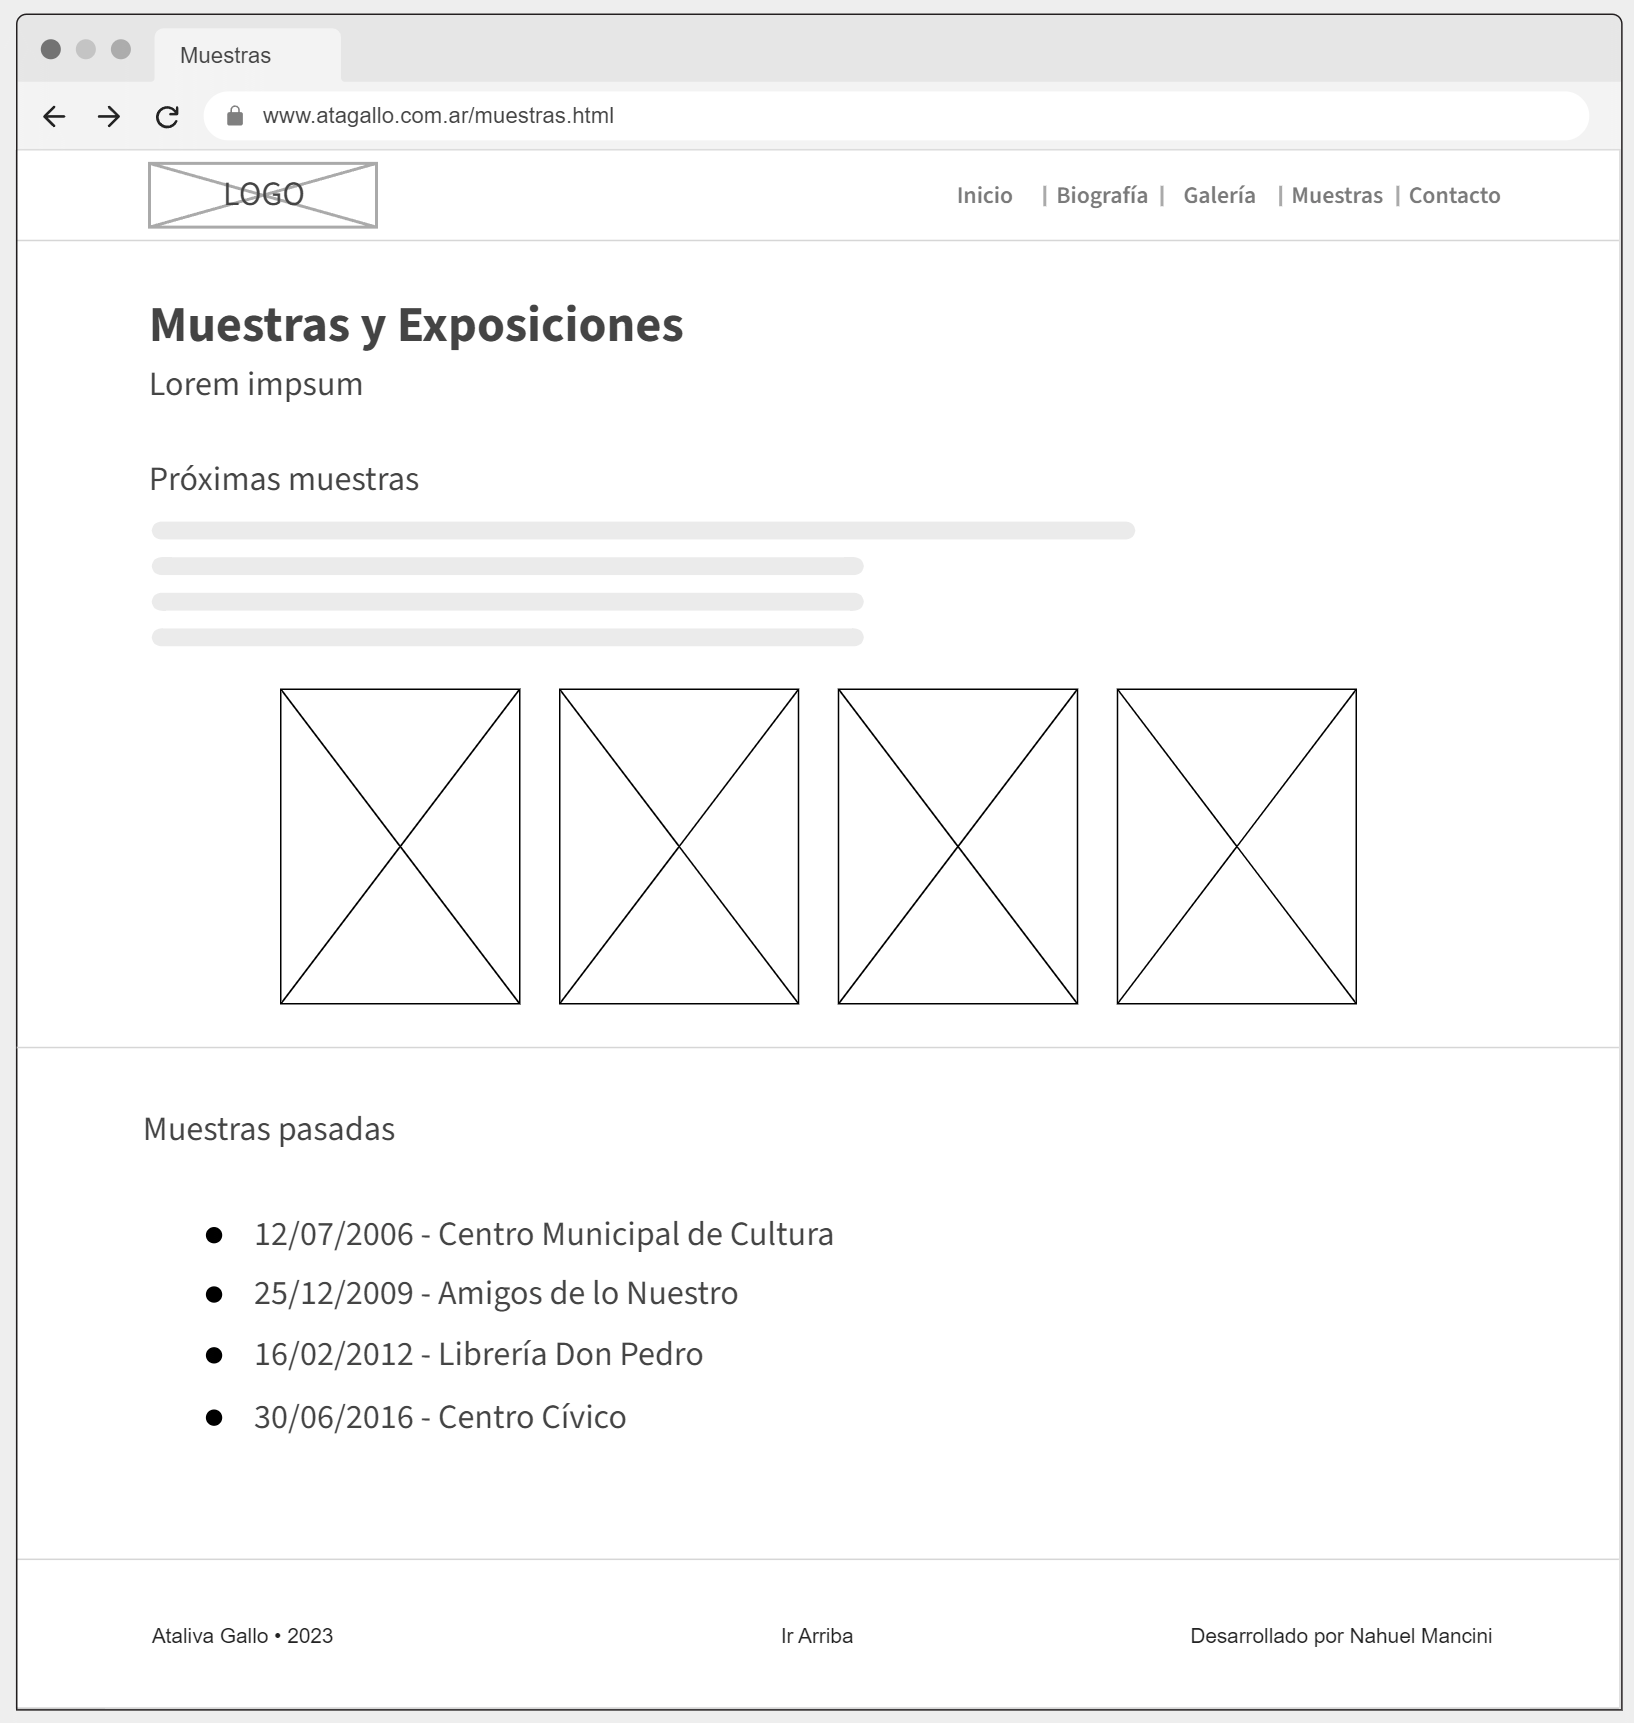 Muestras
www.atagallo.com.ar/muestras.html
LOGO
Inicio | Biografía | Galería | Muestras | Contacto
Muestras y Exposiciones
Lorem impsum
Próximas muestras
Muestras pasadas
● 12/07/2006 - Centro Municipal de Cultura
● 25/12/2009 - Amigos de lo Nuestro
● 16/02/2012 - Librería Don Pedro
● 30/06/2016 - Centro Cívico
Ataliva Gallo • 2023
Ir Arriba
Desarrollado por Nahuel Mancini